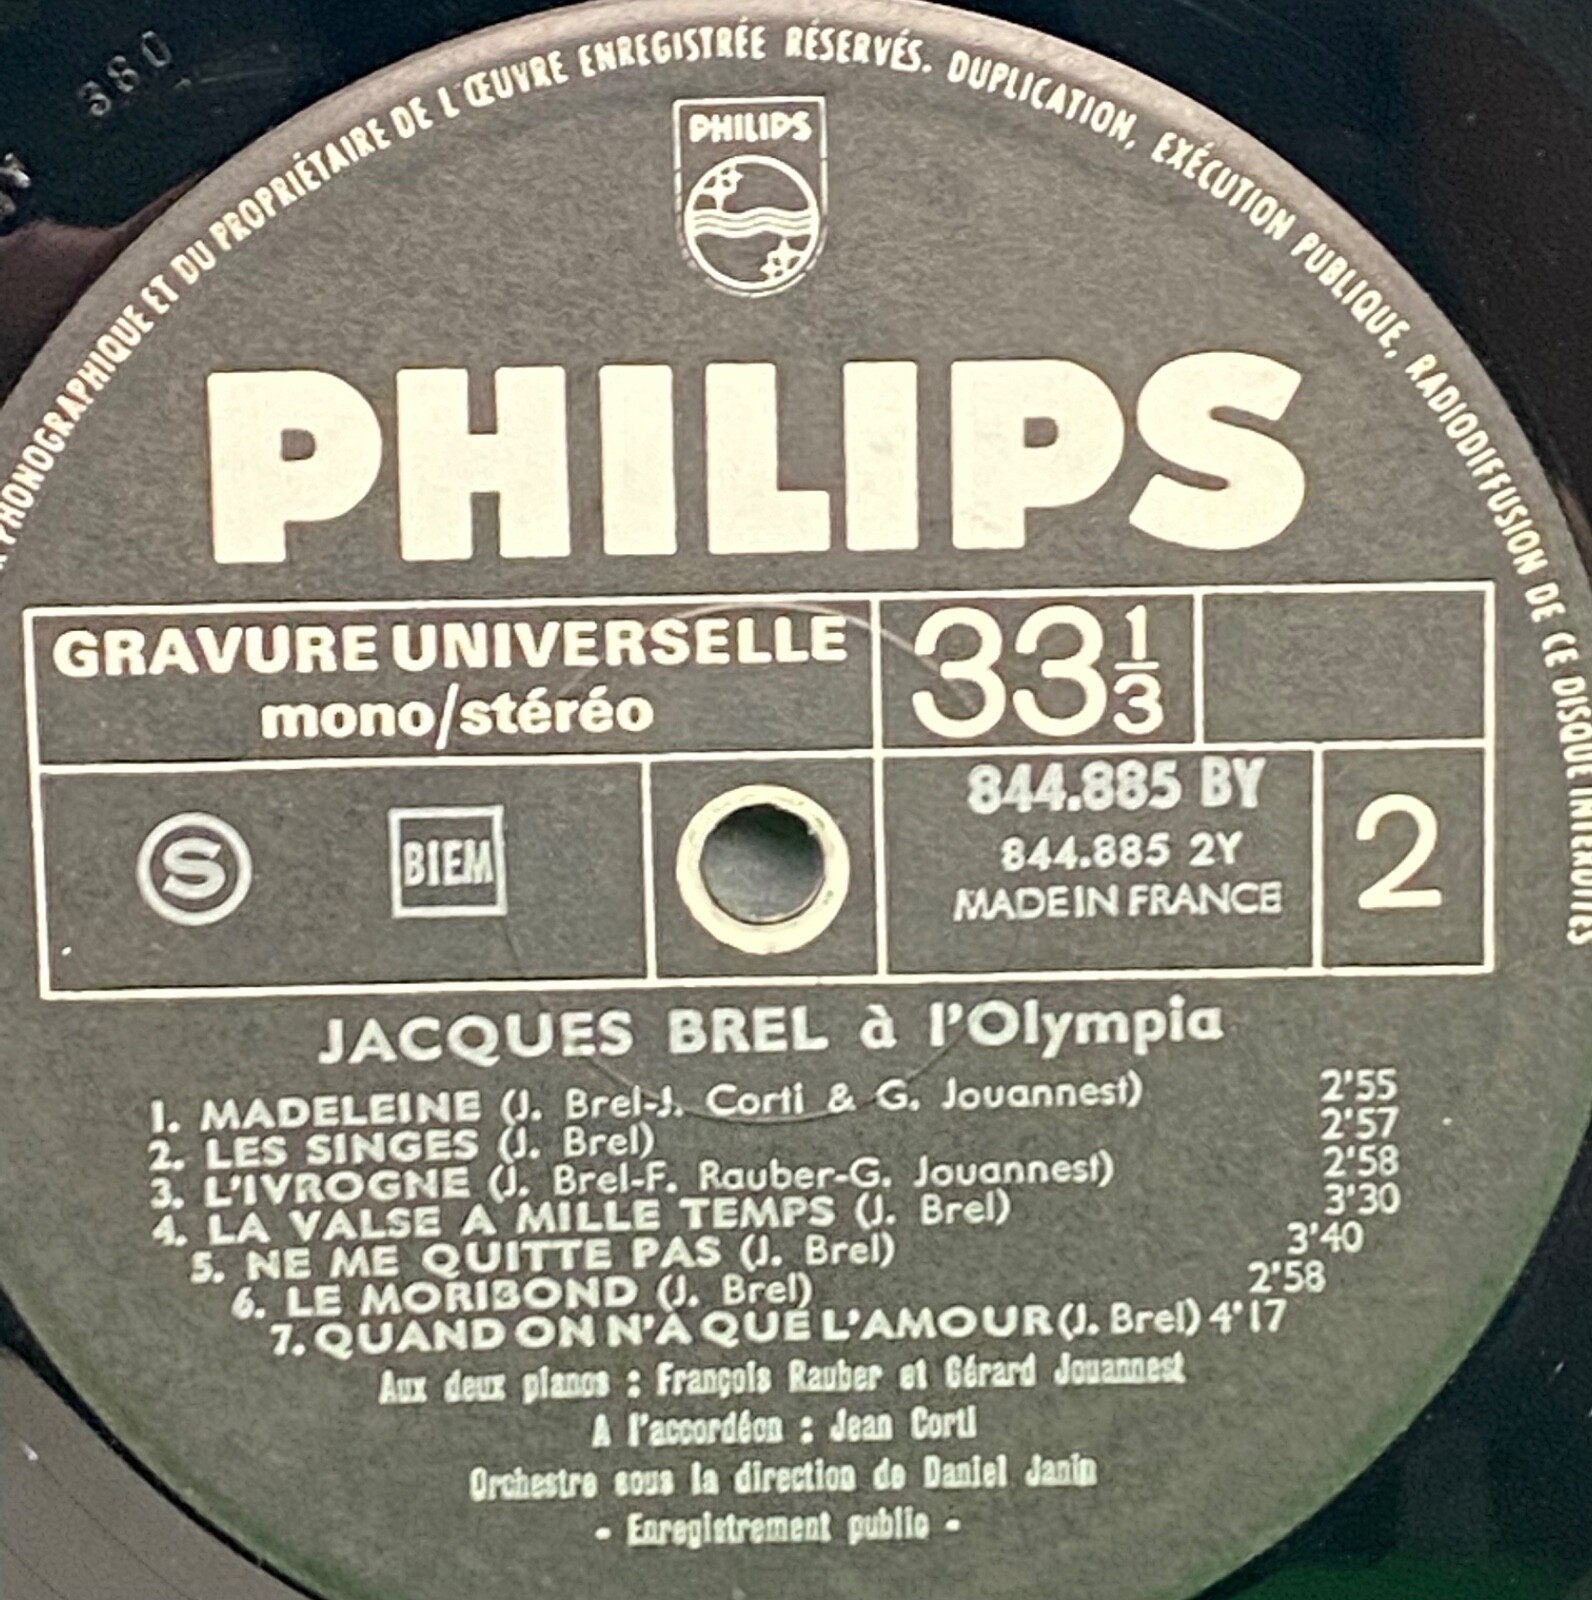 380
PHONOGRAPHIQUE ET DU PROPRIÉTAIRE DE L'ŒUVRE ENREGISTRÉE RÉSERVÉS. DUPLICATION, EXÉCUTION PUBLIQUE, RADIODIFFUSION DE CE DISQUE INTERDITES
PHILIPS
PHILIPS
GRAVURE UNIVERSELLE
mono/stéréo
33 1/3
S
BIEM
844.885 BY
844.885 2Y
MADE IN FRANCE
2
JACQUES BREL à l'Olympia
1. MADELEINE (J. Brel-J. Corti & G. Jouannest) 2'55
2. LES SINGES (J. Brel) 2'57
3. L'IVROGNE (J. Brel-F. Rauber-G. Jouannest) 2'58
4. LA VALSE A MILLE TEMPS (J. Brel) 3'30
5. NE ME QUITTE PAS (J. Brel) 3'40
6. LE MORIBOND (J. Brel) 2'58
7. QUAND ON N'A QUE L'AMOUR (J. Brel) 4'17
Aux deux pianos : François Rauber et Gérard Jouannest
A l'accordéon : Jean Corti
Orchestre sous la direction de Daniel Janin
- Enregistrement public -